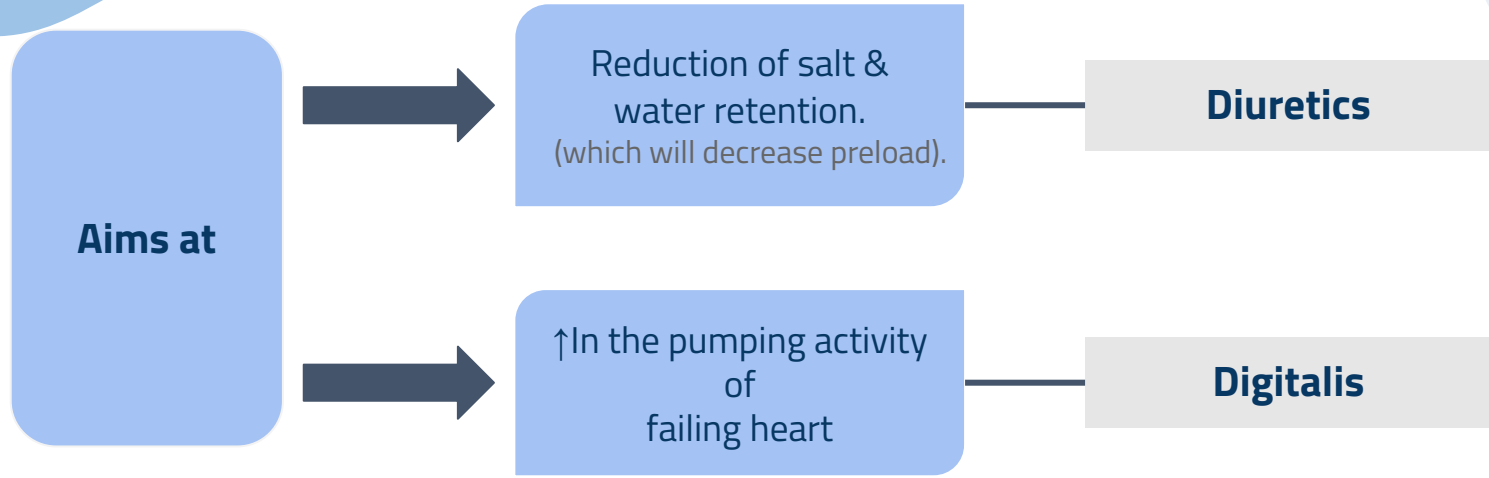 Aims at
Reduction of salt &
water retention.
(which will decrease preload).
Diuretics
↑In the pumping activity
of
failing heart
Digitalis